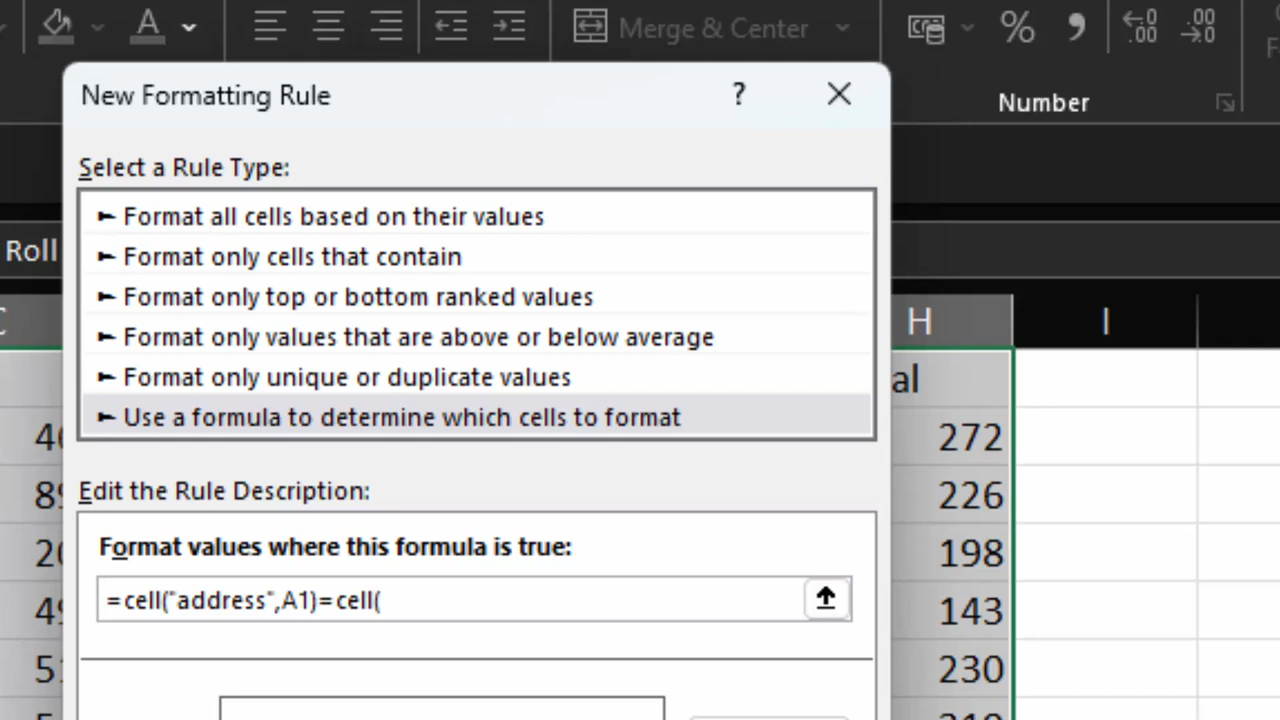 Merge & Center
%
Number
New Formatting Rule ?
Select a Rule Type:
Format all cells based on their values
Format only cells that contain
Format only top or bottom ranked values
Format only values that are above or below average
Format only unique or duplicate values
Use a formula to determine which cells to format
Edit the Rule Description:
Format values where this formula is true:
=cell("address",A1)=cell(
Roll
H I
al
272
226
198
143
230